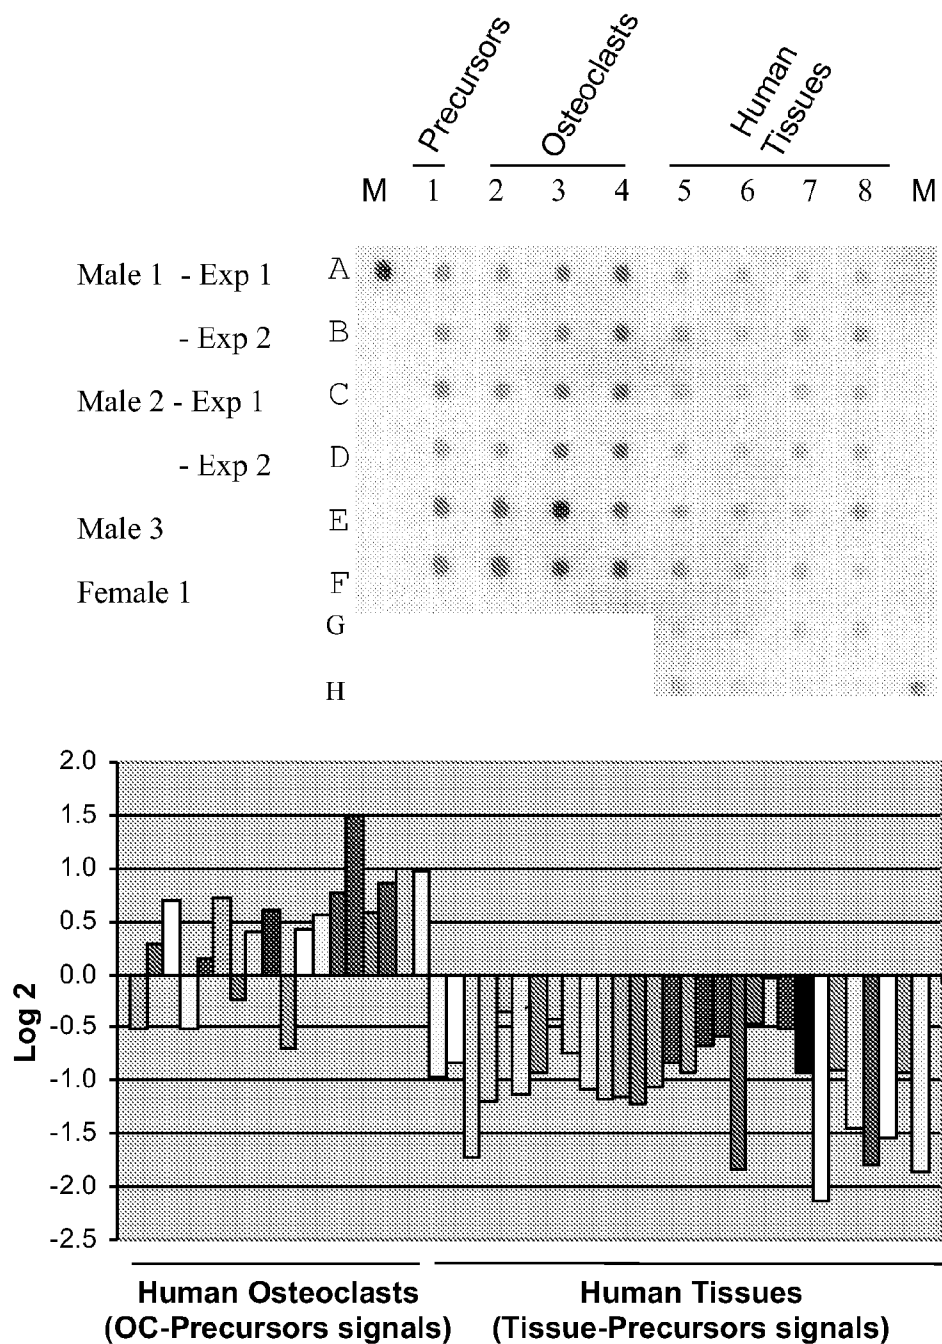 Precursors
Osteoclasts
Human
Tissues
M 1 2 3 4 5 6 7 8 M
Male 1 - Exp 1 A
- Exp 2 B
Male 2 - Exp 1 C
- Exp 2 D
Male 3 E
Female 1 F
G
H
2.0
1.5
1.0
0.5
0.0
-0.5
-1.0
-1.5
-2.0
-2.5
Log 2
Human Osteoclasts
(OC-Precursors signals)
Human Tissues
(Tissue-Precursors signals)